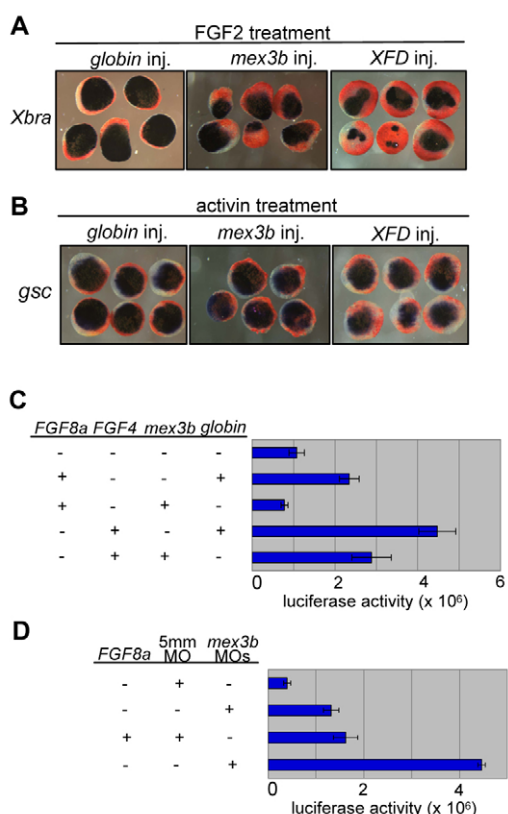 A
FGF2 treatment
globin inj. mex3b inj. XFD inj.
Xbra
B
activin treatment
globin inj. mex3b inj. XFD inj.
gsc
C
FGF8a FGF4 mex3b globin
- - - -
+ - - +
+ - + -
- + - +
- + + -
0 2 4 6
luciferase activity (x 10⁶)
D
FGF8a 5mm MO mex3b MOs
- + -
- - +
+ + -
- - +
0 2 4
luciferase activity (x 10⁶)